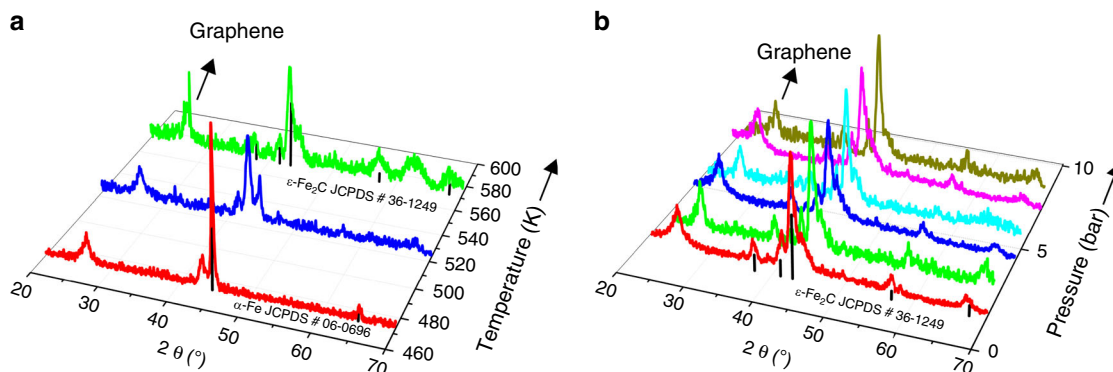 a
Graphene
ε-Fe₂C JCPDS # 36-1249
α-Fe JCPDS # 06-0696
20
30
40
50
60
70
2 θ (°)
460
480
500
520
540
560
580
600
Temperature (K)
b
Graphene
ε-Fe₂C JCPDS # 36-1249
20
30
40
50
60
70
2 θ (°)
0
5
10
Pressure (bar)